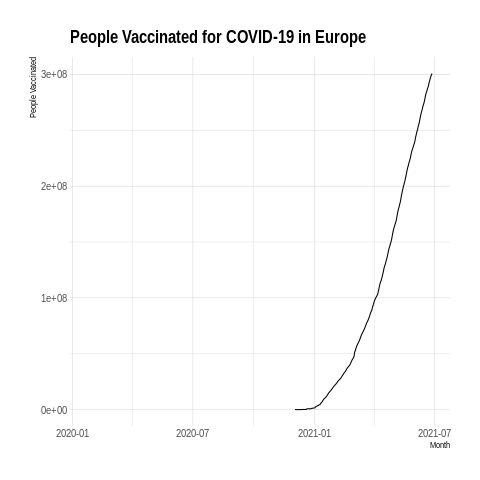 People Vaccinated for COVID-19 in Europe
People Vaccinated
3e+08
2e+08
1e+08
0e+00
2020-01
2020-07
2021-01
2021-07
Month